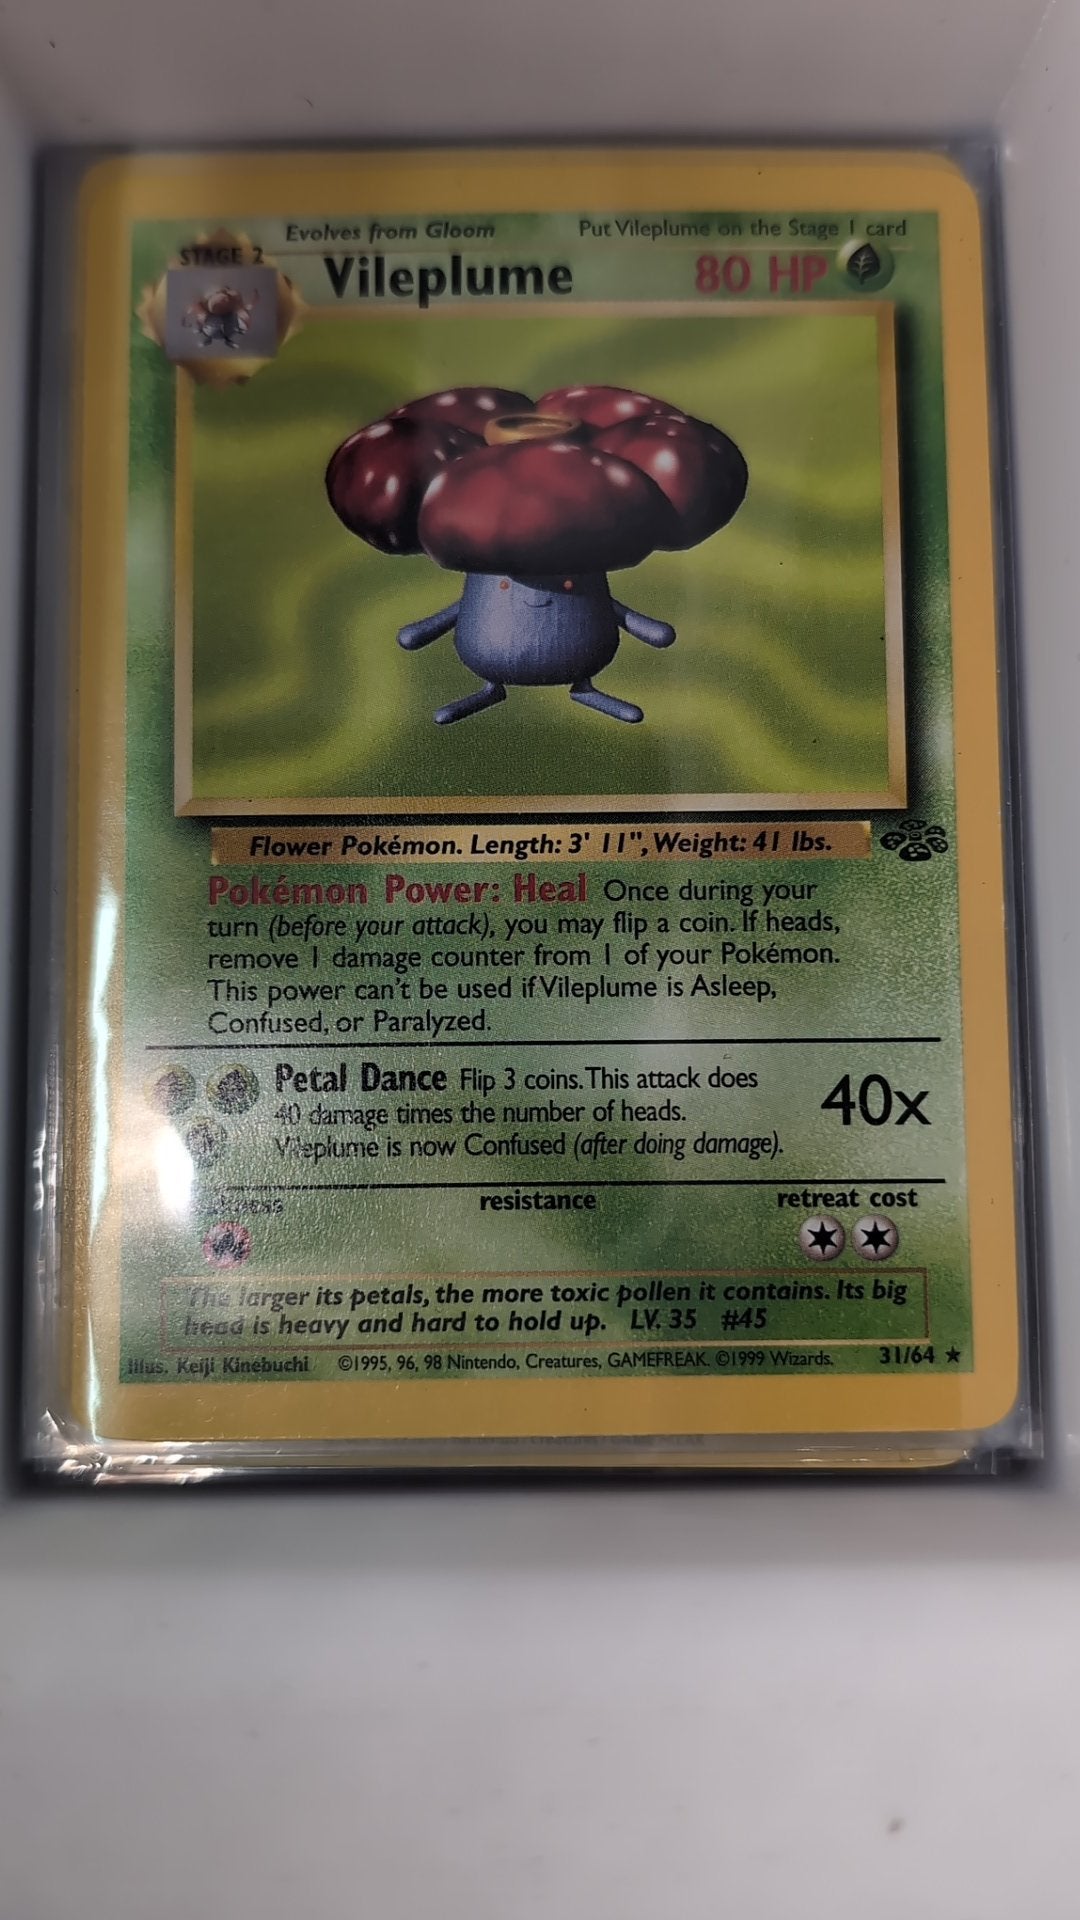 Evolves from Gloom
Put Vileplume on the Stage 1 card
STAGE 2
Vileplume
80 HP
Flower Pokémon. Length: 3' 11", Weight: 41 lbs.
Pokémon Power: Heal Once during your
turn (before your attack), you may flip a coin. If heads,
remove 1 damage counter from 1 of your Pokémon.
This power can't be used if Vileplume is Asleep,
Confused, or Paralyzed.
Petal Dance Flip 3 coins. This attack does
40 damage times the number of heads.
Vileplume is now Confused (after doing damage).
40x
resistance
retreat cost
The larger its petals, the more toxic pollen it contains. Its big
head is heavy and hard to hold up. LV. 35 #45
Illus. Keiji Kinebuchi ©1995, 96, 98 Nintendo, Creatures, GAMEFREAK. ©1999 Wizards. 31/64 ★